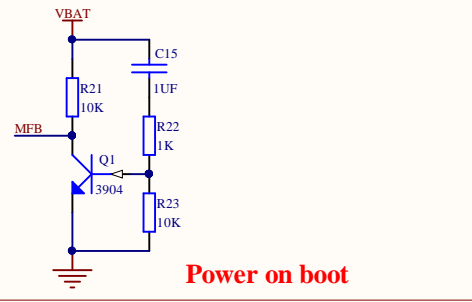 VBAT
C15
1UF
R21
10K
MFB
R22
1K
Q1
3904
R23
10K
Power on boot